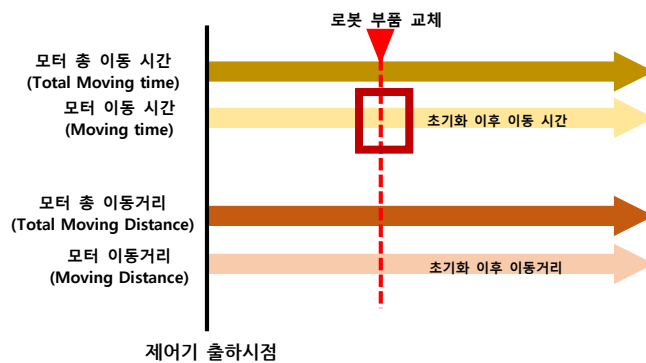 로봇 부품 교체
모터 총 이동 시간
(Total Moving time)
모터 이동 시간
(Moving time)
초기화 이후 이동 시간
모터 총 이동거리
(Total Moving Distance)
모터 이동거리
(Moving Distance)
초기화 이후 이동거리
제어기 출하시점